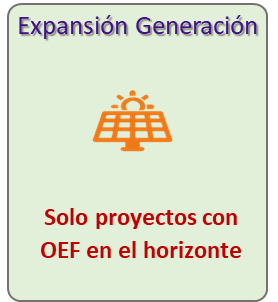 Expansión Generación
Solo proyectos con
OEF en el horizonte